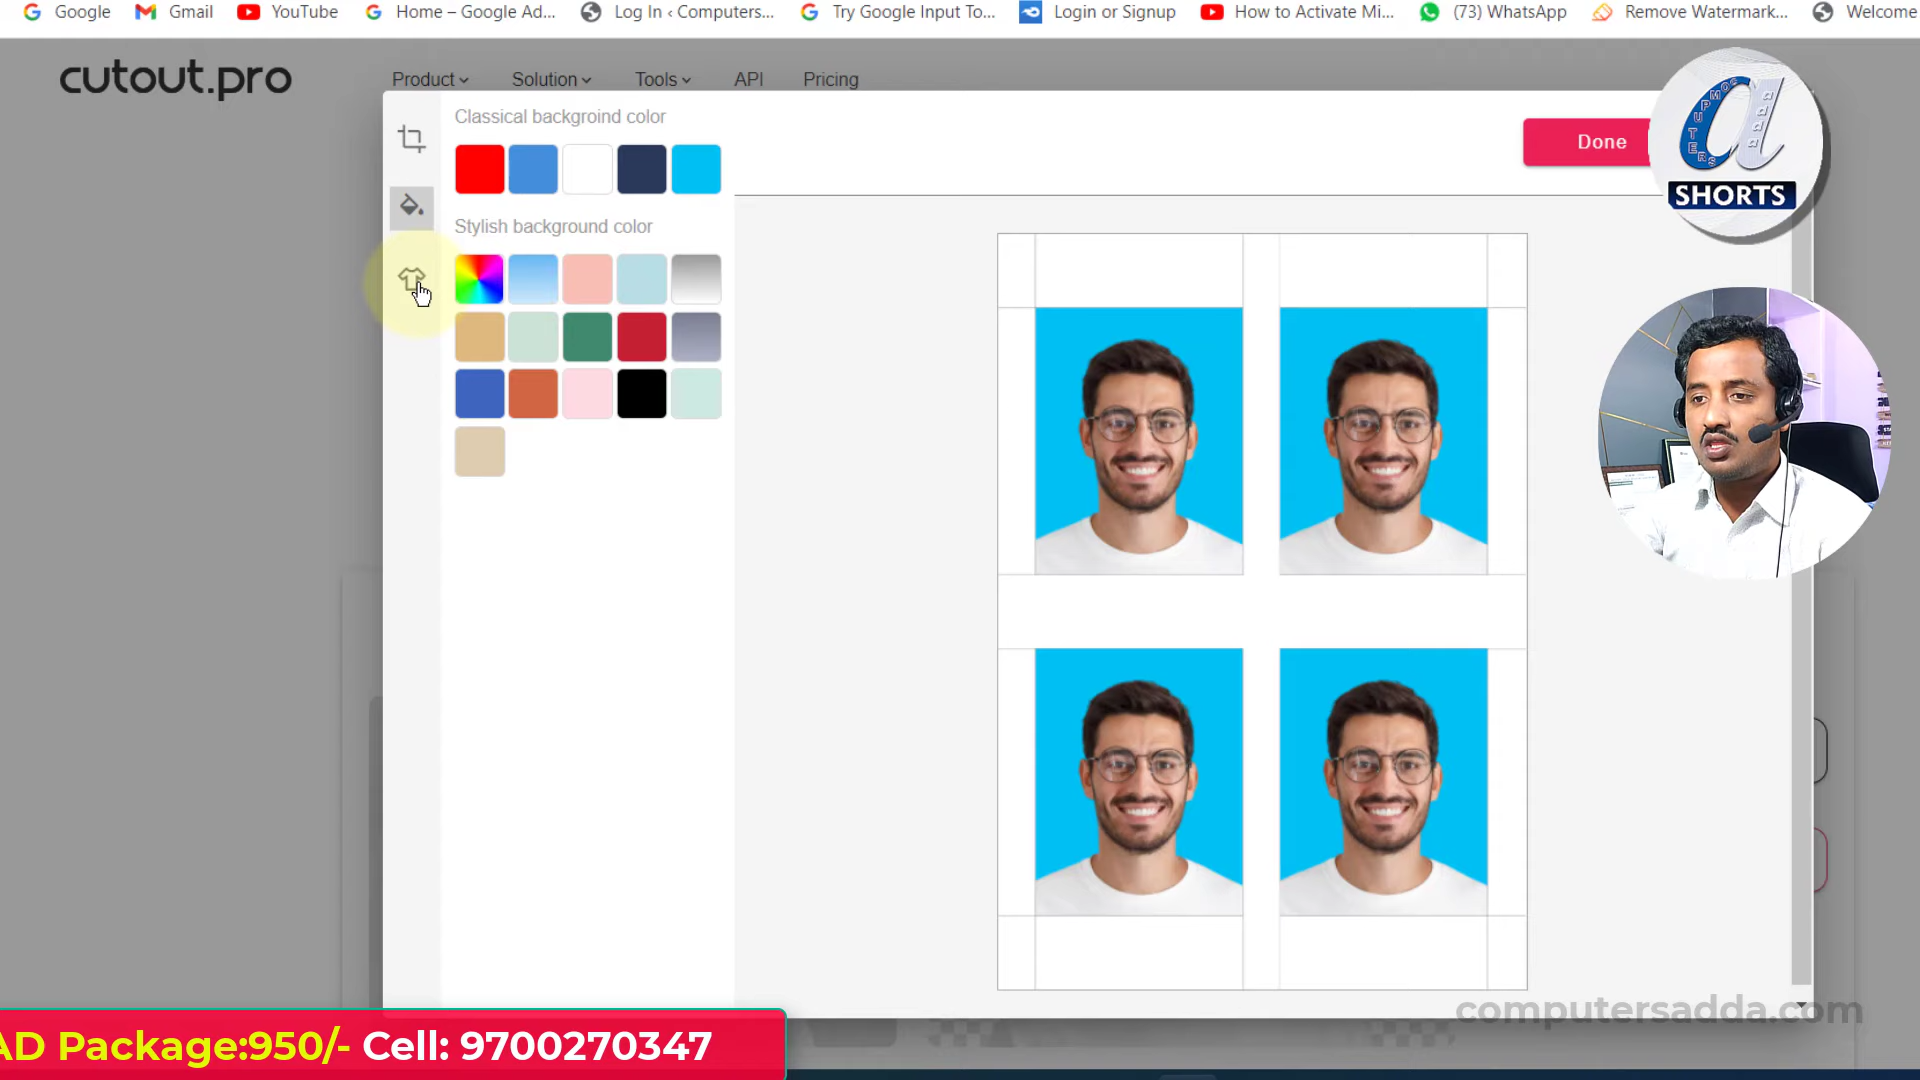 Google
Gmail
YouTube
Home – Google Ad...
Log In ‹ Computers...
Try Google Input To...
Login or Signup
How to Activate Mi...
(73) WhatsApp
Remove Watermark...
Welcome
cutout.pro
Product
Solution
Tools
API
Pricing
Classical backgroind color
Done
COMPUTERS
adda
SHORTS
Stylish background color
computersadda.com
AD Package:950/- Cell: 9700270347